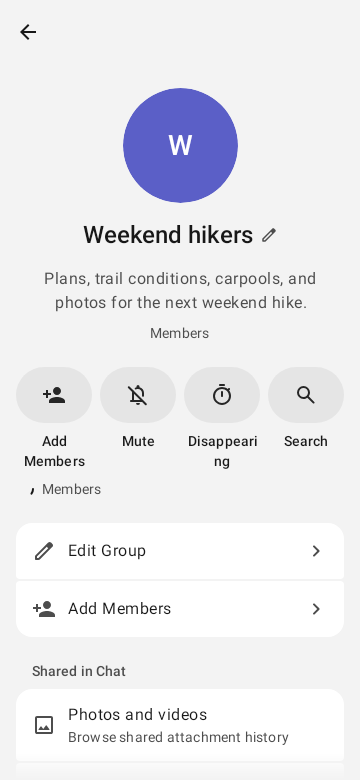 W
Weekend hikers
Plans, trail conditions, carpools, and
photos for the next weekend hike.
Members
Add
Members
Mute
Disappeari
ng
Search
Members
Edit Group
Add Members
Shared in Chat
Photos and videos
Browse shared attachment history